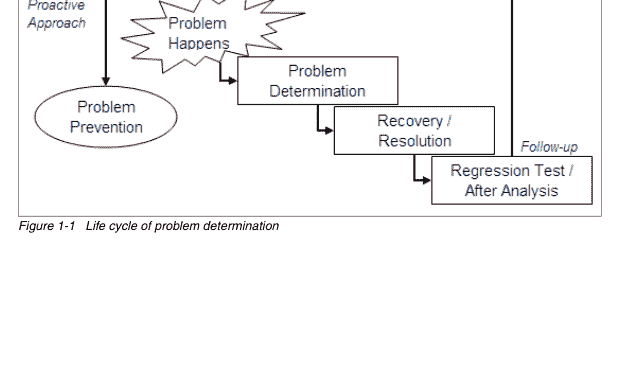 Proactive
Approach
Problem
Happens
Problem
Determination
Problem
Prevention
Recovery /
Resolution
Follow-up
Regression Test /
After Analysis
Figure 1-1 Life cycle of problem determination